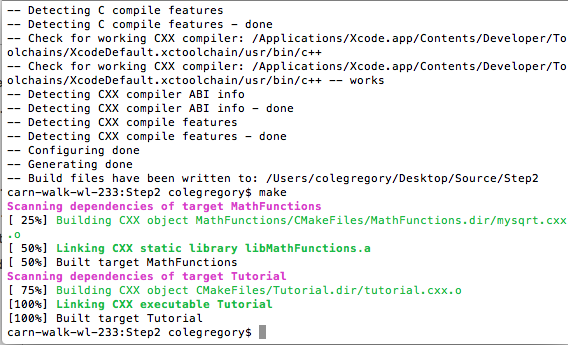 -- Detecting C compile features
-- Detecting C compile features - done
-- Check for working CXX compiler: /Applications/Xcode.app/Contents/Developer/To
olchains/XcodeDefault.xctoolchain/usr/bin/c++
-- Check for working CXX compiler: /Applications/Xcode.app/Contents/Developer/To
olchains/XcodeDefault.xctoolchain/usr/bin/c++ -- works
-- Detecting CXX compiler ABI info
-- Detecting CXX compiler ABI info - done
-- Detecting CXX compile features
-- Detecting CXX compile features - done
-- Configuring done
-- Generating done
-- Build files have been written to: /Users/colegregory/Desktop/Source/Step2
carn-walk-wl-233:Step2 colegregory$ make
Scanning dependencies of target MathFunctions
[ 25%] Building CXX object MathFunctions/CMakeFiles/MathFunctions.dir/mysqrt.cxx
.o
[ 50%] Linking CXX static library libMathFunctions.a
[ 50%] Built target MathFunctions
Scanning dependencies of target Tutorial
[ 75%] Building CXX object CMakeFiles/Tutorial.dir/tutorial.cxx.o
[100%] Linking CXX executable Tutorial
[100%] Built target Tutorial
carn-walk-wl-233:Step2 colegregory$